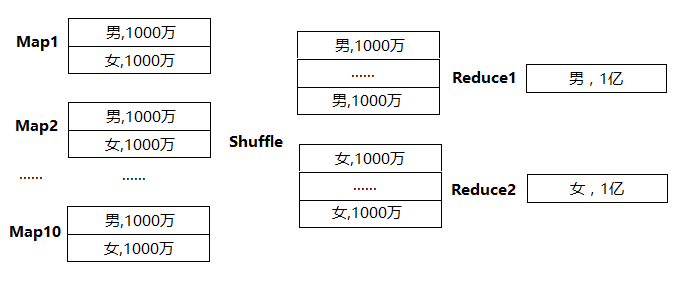 Map1
男,1000万
女,1000万
Map2
男,1000万
女,1000万
......
......
Map10
男,1000万
女,1000万
Shuffle
男,1000万
......
男,1000万
女,1000万
......
女,1000万
Reduce1
男，1亿
Reduce2
女，1亿